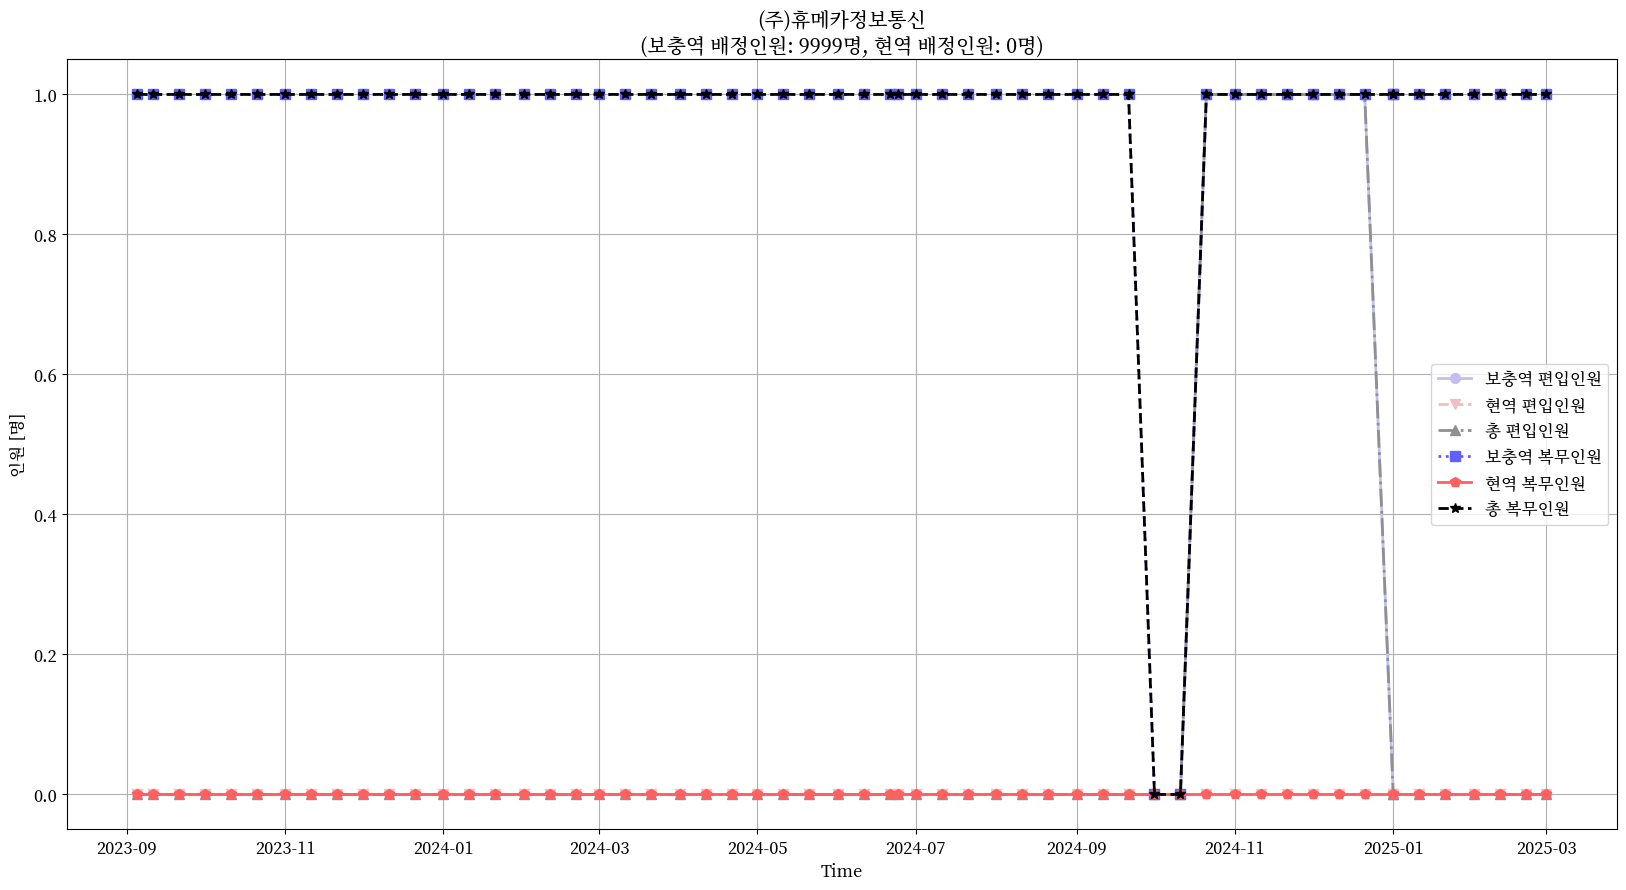 (주)휴메카정보통신
(보충역 배정인원: 9999명, 현역 배정인원: 0명)
인원 [명]
1.0
0.8
0.6
0.4
0.2
0.0
보충역 편입인원
현역 편입인원
총 편입인원
보충역 복무인원
현역 복무인원
총 복무인원
2023-09
2023-11
2024-01
2024-03
2024-05
2024-07
2024-09
2024-11
2025-01
2025-03
Time